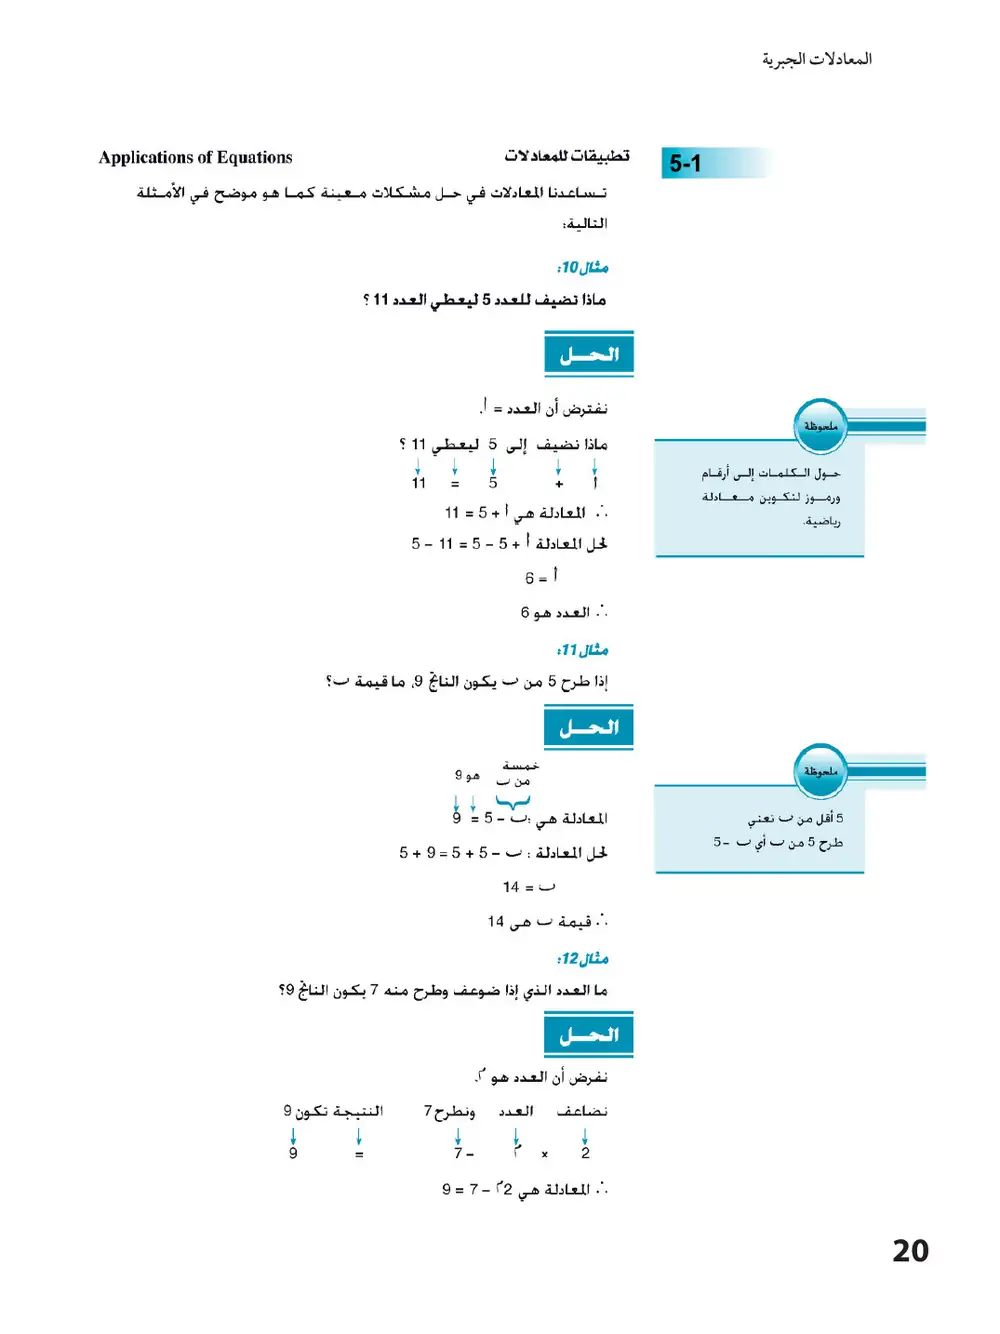 المعادلات الجبرية
5-1
تطبيقات للمعادلات Applications of Equations
تساعدنا المعادلات في حل مشكلات معينة كما هو موضح في الأمثلة
التالية:
مثال 10:
ماذا تضيف للعدد 5 ليعطي العدد 11 ؟
الحل
نفترض أن العدد = أ.
ماذا نضيف إلى 5 ليعطي 11 ؟
أ + 5 = 11
∴ المعادلة هي أ + 5 = 11
لحل المعادلة أ + 5 – 5 = 11 – 5
أ = 6
∴ العدد هو 6
ملحوظة
حول الكلمات إلى أرقام
ورموز لتكوين معادلة
رياضية.
مثال 11:
إذا طرح 5 من ب يكون الناتج 9، ما قيمة ب؟
الحل
خمسة
من ب هو 9
المعادلة هي :ب – 5 = 9
لحل المعادلة : ب – 5 + 5 = 9 + 5
ب = 14
∴ قيمة ب هى 14
ملحوظة
5 أقل من ب تعني
طرح 5 من ب أي ب – 5
مثال 12:
ما العدد الذي إذا ضوعف وطرح منه 7 يكون الناتج 9؟
الحل
نفرض أن العدد هو م.
نضاعف العدد ونطرح 7 النتيجة تكون 9
2 × م – 7 = 9
∴ المعادلة هي 2م – 7 = 9
20